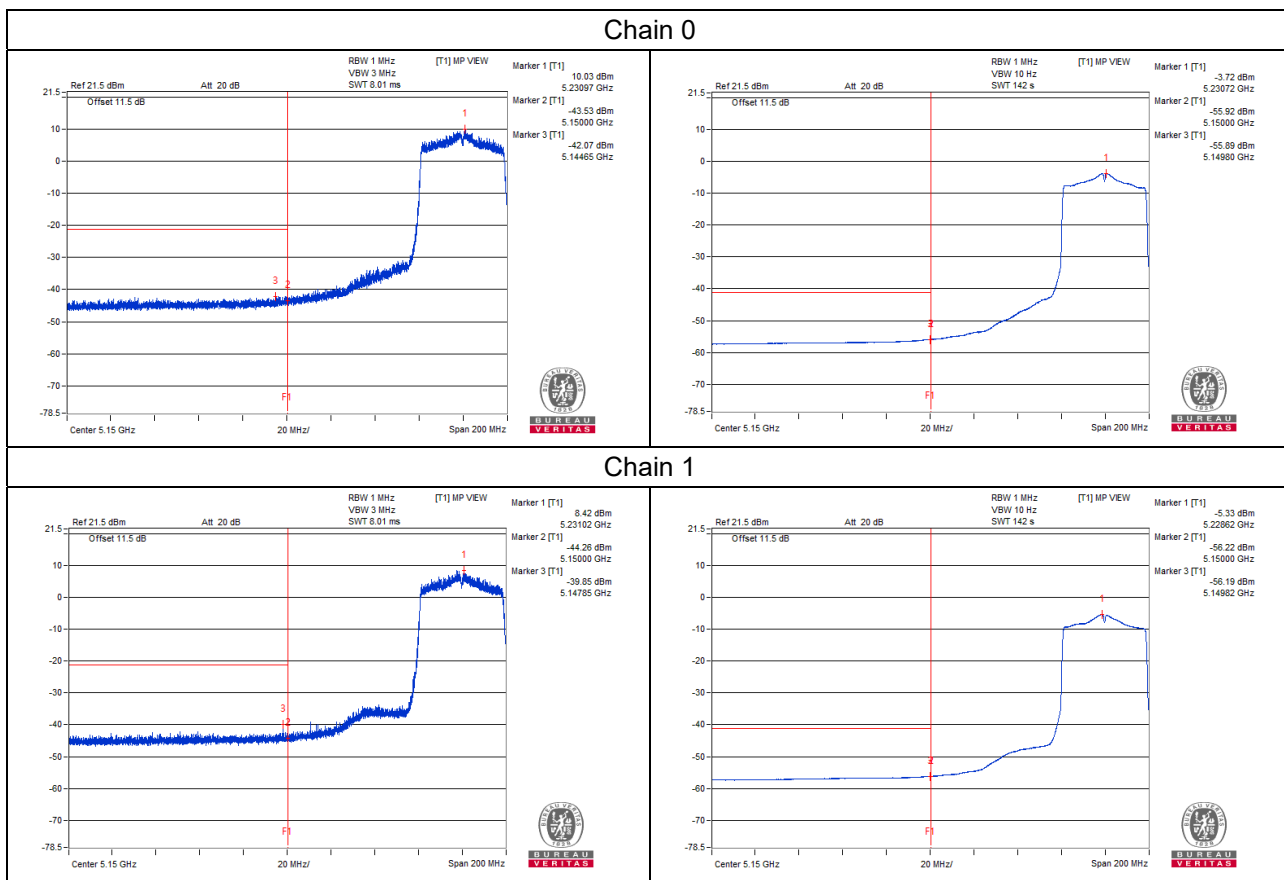 Chain 0
RBW 1 MHz [T1] MP VIEW
VBW 3 MHz
Ref 21.5 dBm Att 20 dB SWT 8.01 ms
Offset 11.5 dB
Marker 1 [T1]
10.03 dBm
5.23097 GHz
Marker 2 [T1]
-43.53 dBm
5.15000 GHz
Marker 3 [T1]
-42.07 dBm
5.14465 GHz
21.5
10
0
-10
-20
-30
-40
-50
-60
-70
-78.5
1
3 2
F1
Center 5.15 GHz 20 MHz/ Span 200 MHz
BUREAU VERITAS
1828
BUREAU
VERITAS
RBW 1 MHz [T1] MP VIEW
VBW 10 Hz
Ref 21.5 dBm Att 20 dB SWT 142 s
Offset 11.5 dB
Marker 1 [T1]
-3.72 dBm
5.23072 GHz
Marker 2 [T1]
-55.92 dBm
5.15000 GHz
Marker 3 [T1]
-55.89 dBm
5.14980 GHz
21.5
10
0
-10
-20
-30
-40
-50
-60
-70
-78.5
1
F1
Center 5.15 GHz 20 MHz/ Span 200 MHz
BUREAU VERITAS
1828
BUREAU
VERITAS
Chain 1
RBW 1 MHz [T1] MP VIEW
VBW 3 MHz
Ref 21.5 dBm Att 20 dB SWT 8.01 ms
Offset 11.5 dB
Marker 1 [T1]
8.42 dBm
5.23102 GHz
Marker 2 [T1]
-44.26 dBm
5.15000 GHz
Marker 3 [T1]
-39.85 dBm
5.14785 GHz
21.5
10
0
-10
-20
-30
-40
-50
-60
-70
-78.5
1
3
2
F1
Center 5.15 GHz 20 MHz/ Span 200 MHz
BUREAU VERITAS
1828
BUREAU
VERITAS
RBW 1 MHz [T1] MP VIEW
VBW 10 Hz
Ref 21.5 dBm Att 20 dB SWT 142 s
Offset 11.5 dB
Marker 1 [T1]
-5.33 dBm
5.22862 GHz
Marker 2 [T1]
-56.22 dBm
5.15000 GHz
Marker 3 [T1]
-56.19 dBm
5.14982 GHz
21.5
10
0
-10
-20
-30
-40
-50
-60
-70
-78.5
1
F1
Center 5.15 GHz 20 MHz/ Span 200 MHz
BUREAU VERITAS
1828
BUREAU
VERITAS